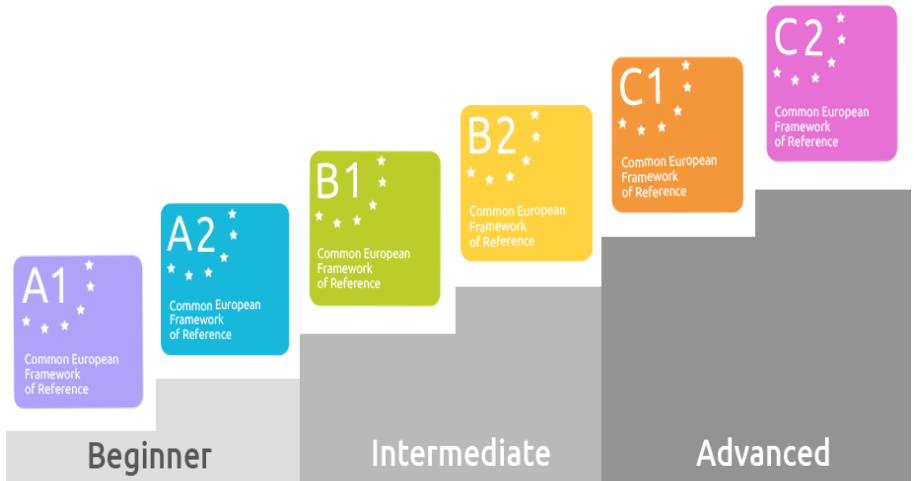 A1
Common European
Framework
of Reference
A2
Common European
Framework
of Reference
B1
Common European
Framework
of Reference
B2
Common European
Framework
of Reference
C1
Common European
Framework
of Reference
C2
Common European
Framework
of Reference
Beginner
Intermediate
Advanced